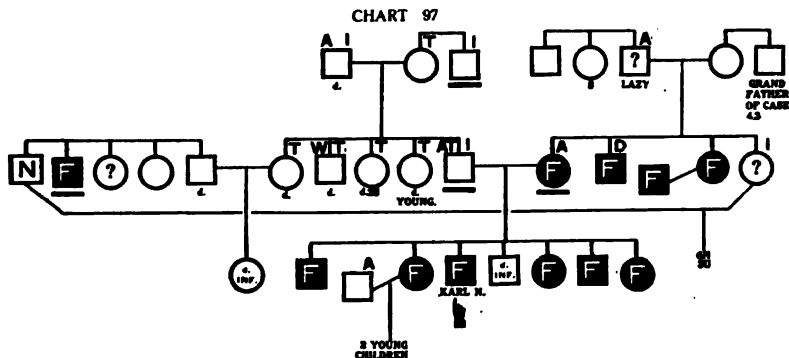 CHART 97
A I T I A
? 
d. 8 LAZY GRAND
FATHER
OF CASE
43
T W T. T T A I A D I
N F ? F F F F ?
d. d. d. d.
YOUNG.
d.
INF. F A F F d.
INF. F F F
KARL N.
2 YOUNG
CHILDREN